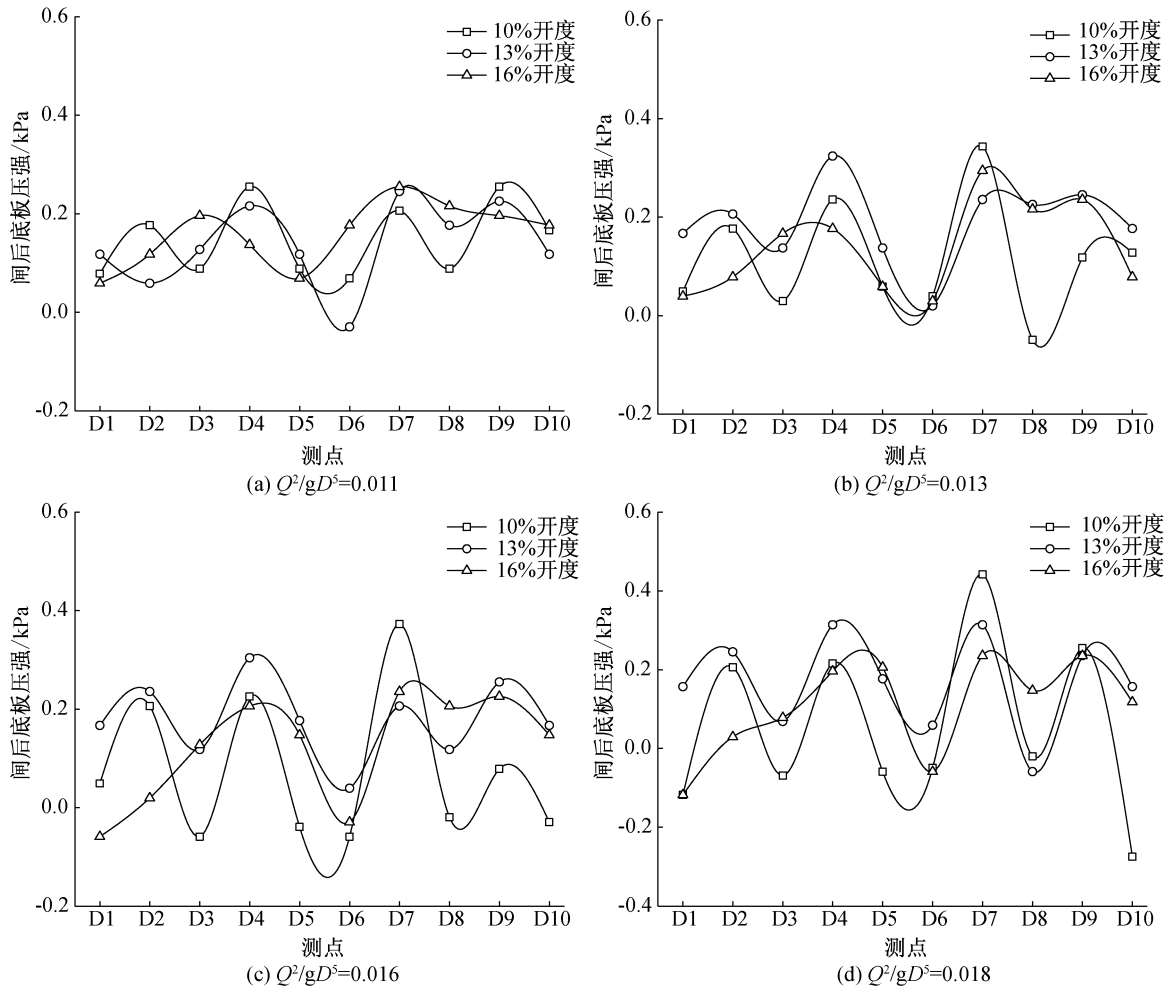 0.6
0.4
0.2
0.0
-0.2
闸后底板压强/kPa
10%开度
13%开度
16%开度
D1 D2 D3 D4 D5 D6 D7 D8 D9 D10
测点
(a) Q²/gD⁵=0.011
0.6
0.4
0.2
0.0
-0.2
闸后底板压强/kPa
10%开度
13%开度
16%开度
D1 D2 D3 D4 D5 D6 D7 D8 D9 D10
测点
(b) Q²/gD⁵=0.013
0.6
0.4
0.2
0.0
-0.2
闸后底板压强/kPa
10%开度
13%开度
16%开度
D1 D2 D3 D4 D5 D6 D7 D8 D9 D10
测点
(c) Q²/gD⁵=0.016
0.6
0.4
0.2
0.0
-0.2
-0.4
闸后底板压强/kPa
10%开度
13%开度
16%开度
D1 D2 D3 D4 D5 D6 D7 D8 D9 D10
测点
(d) Q²/gD⁵=0.018